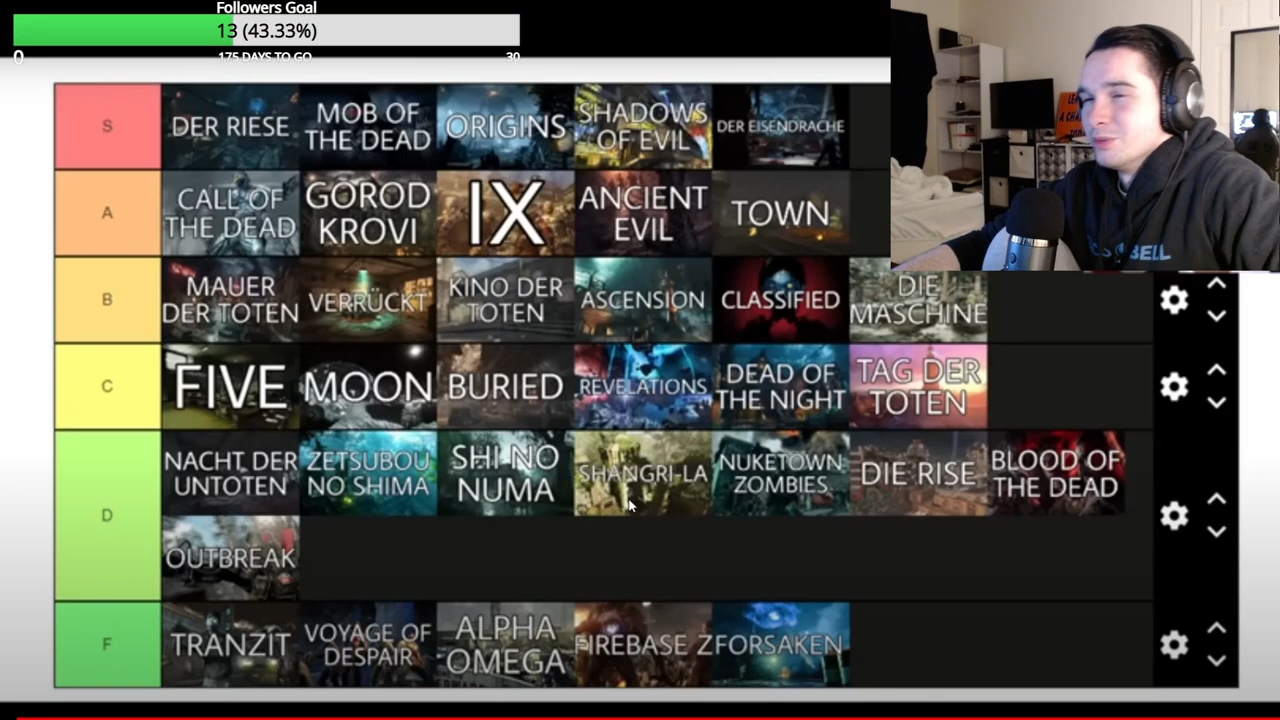 Followers Goal
13 (43.33%)
0
175 DAYS TO GO
30
S
DER RIESE
MOB OF
THE DEAD
ORIGINS
SHADOWS
OF EVIL
DER EISENDRACHE
A
CALL OF
THE DEAD
GOROD
KROVI
IX
ANCIENT
EVIL
TOWN
B
MAUER
DER TOTEN
VERRÜCKT
KINO DER
TOTEN
ASCENSION
CLASSIFIED
DIE
MASCHINE
C
FIVE
MOON
BURIED
REVELATIONS
DEAD OF
THE NIGHT
TAG DER
TOTEN
D
NACHT DER
UNTOTEN
ZETSUBOU
NO SHIMA
SHI NO
NUMA
SHANGRI-LA
NUKETOWN
ZOMBIES
DIE RISE
BLOOD OF
THE DEAD
OUTBREAK
F
TRANZIT
VOYAGE OF
DESPAIR
ALPHA
OMEGA
FIREBASE Z
FORSAKEN